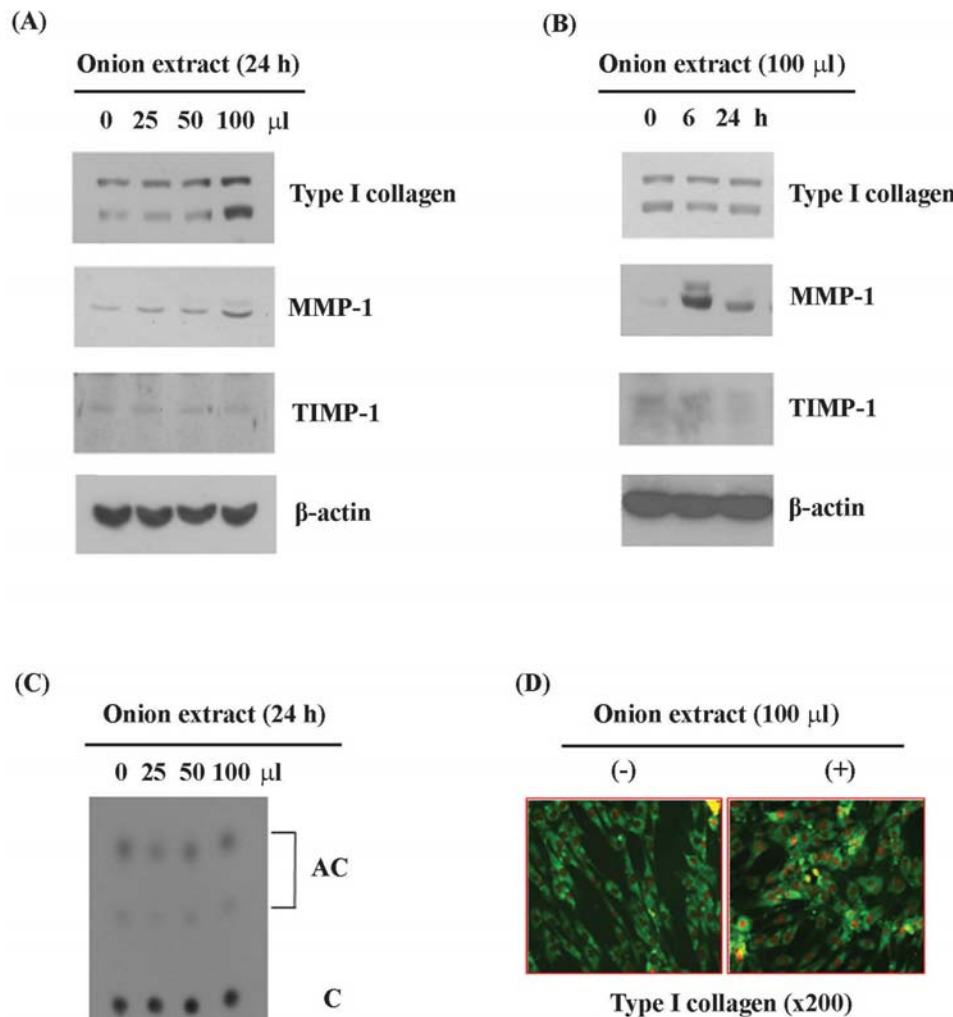 (A)
Onion extract (24 h)
0 25 50 100 μl
Type I collagen
MMP-1
TIMP-1
β-actin
(B)
Onion extract (100 μl)
0 6 24 h
Type I collagen
MMP-1
TIMP-1
β-actin
(C)
Onion extract (24 h)
0 25 50 100 μl
AC
C
(D)
Onion extract (100 μl)
(-) (+)
Type I collagen (x200)